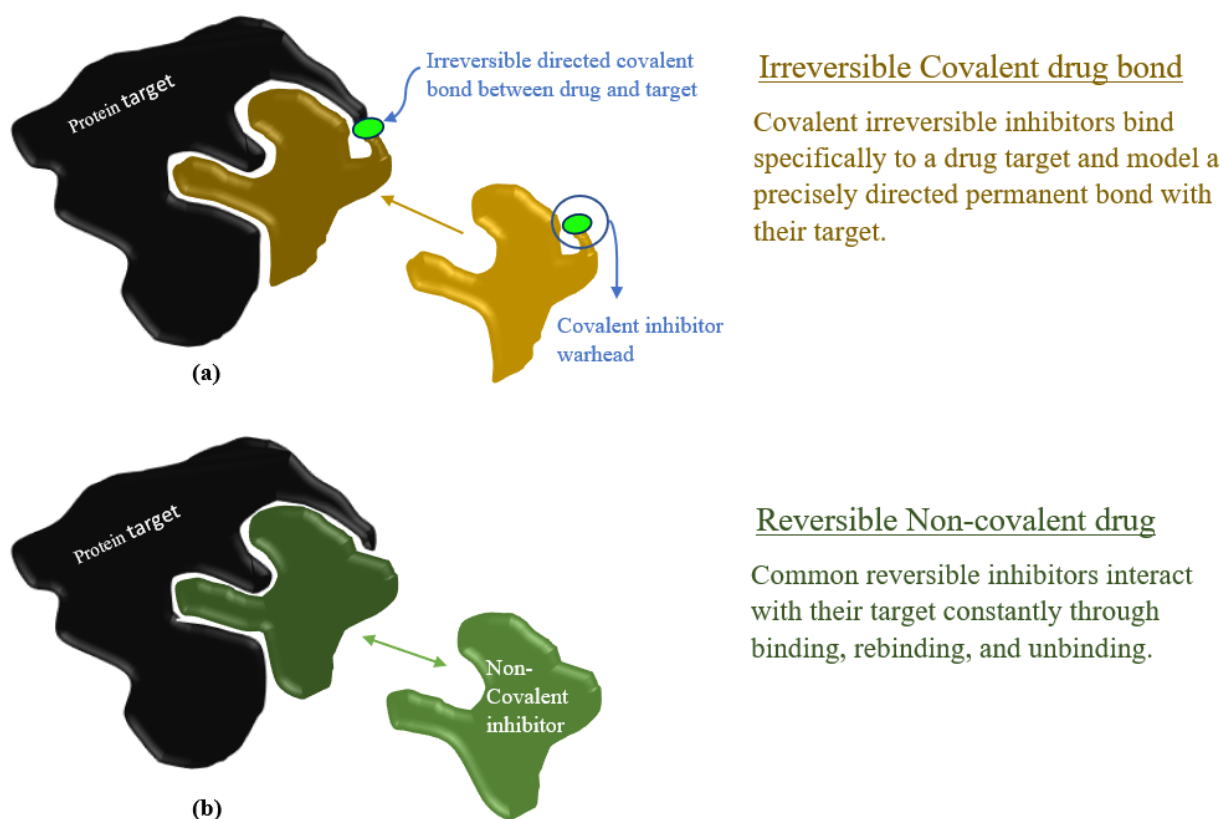 Protein target
Irreversible directed covalent
bond between drug and target
Covalent inhibitor
warhead
(a)
Irreversible Covalent drug bond
Covalent irreversible inhibitors bind
specifically to a drug target and model a
precisely directed permanent bond with
their target.
Protein target
Non-
Covalent
inhibitor
(b)
Reversible Non-covalent drug
Common reversible inhibitors interact
with their target constantly through
binding, rebinding, and unbinding.